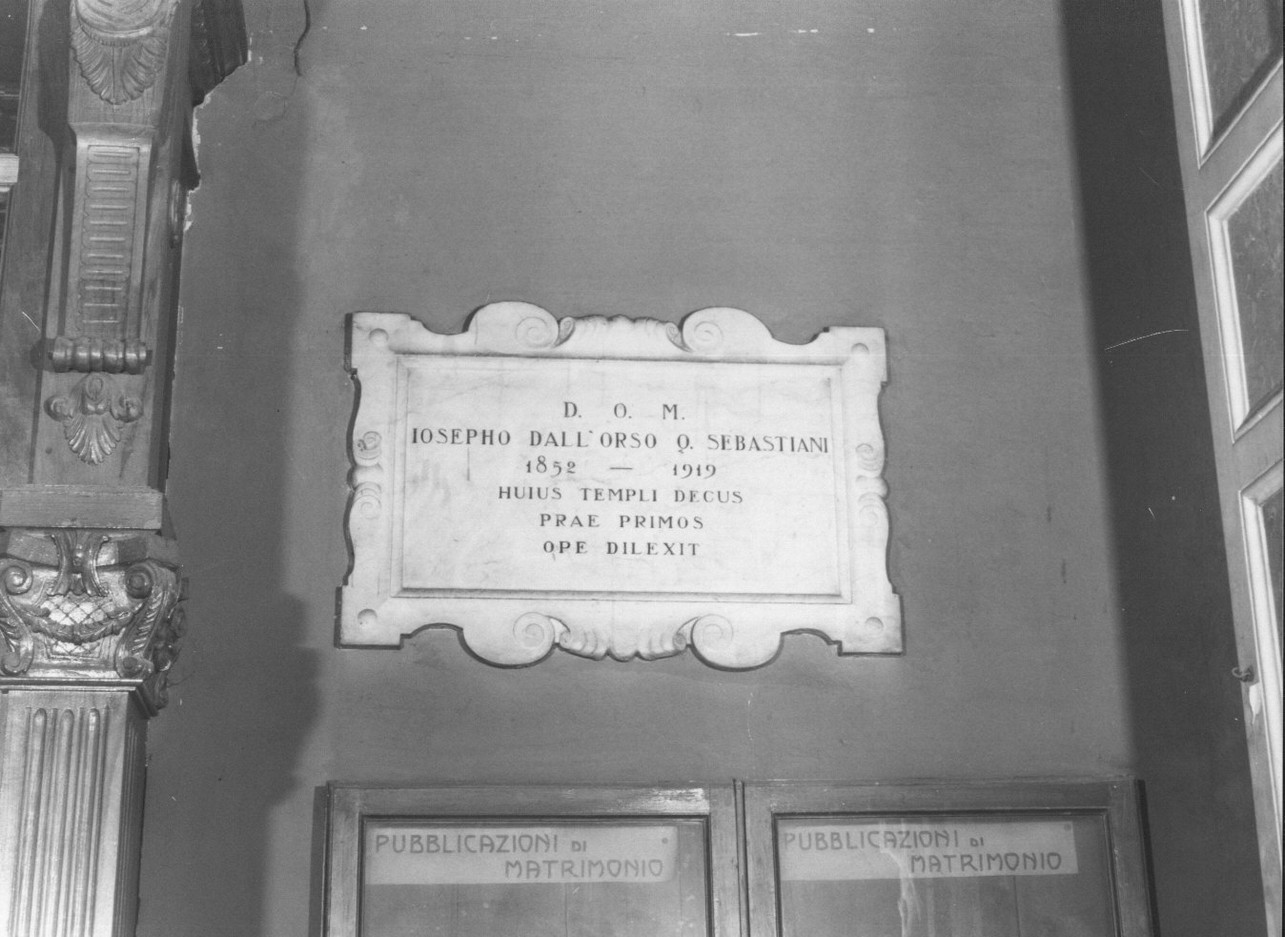 D. O. M.
IOSEPHO DALL'ORSO Q. SEBASTIANI
1852 — 1919
HUIUS TEMPLI DECUS
PRAE PRIMOS
OPE DILEXIT
PUBBLICAZIONI DI
MATRIMONIO
PUBBLICAZIONI DI
MATRIMONIO